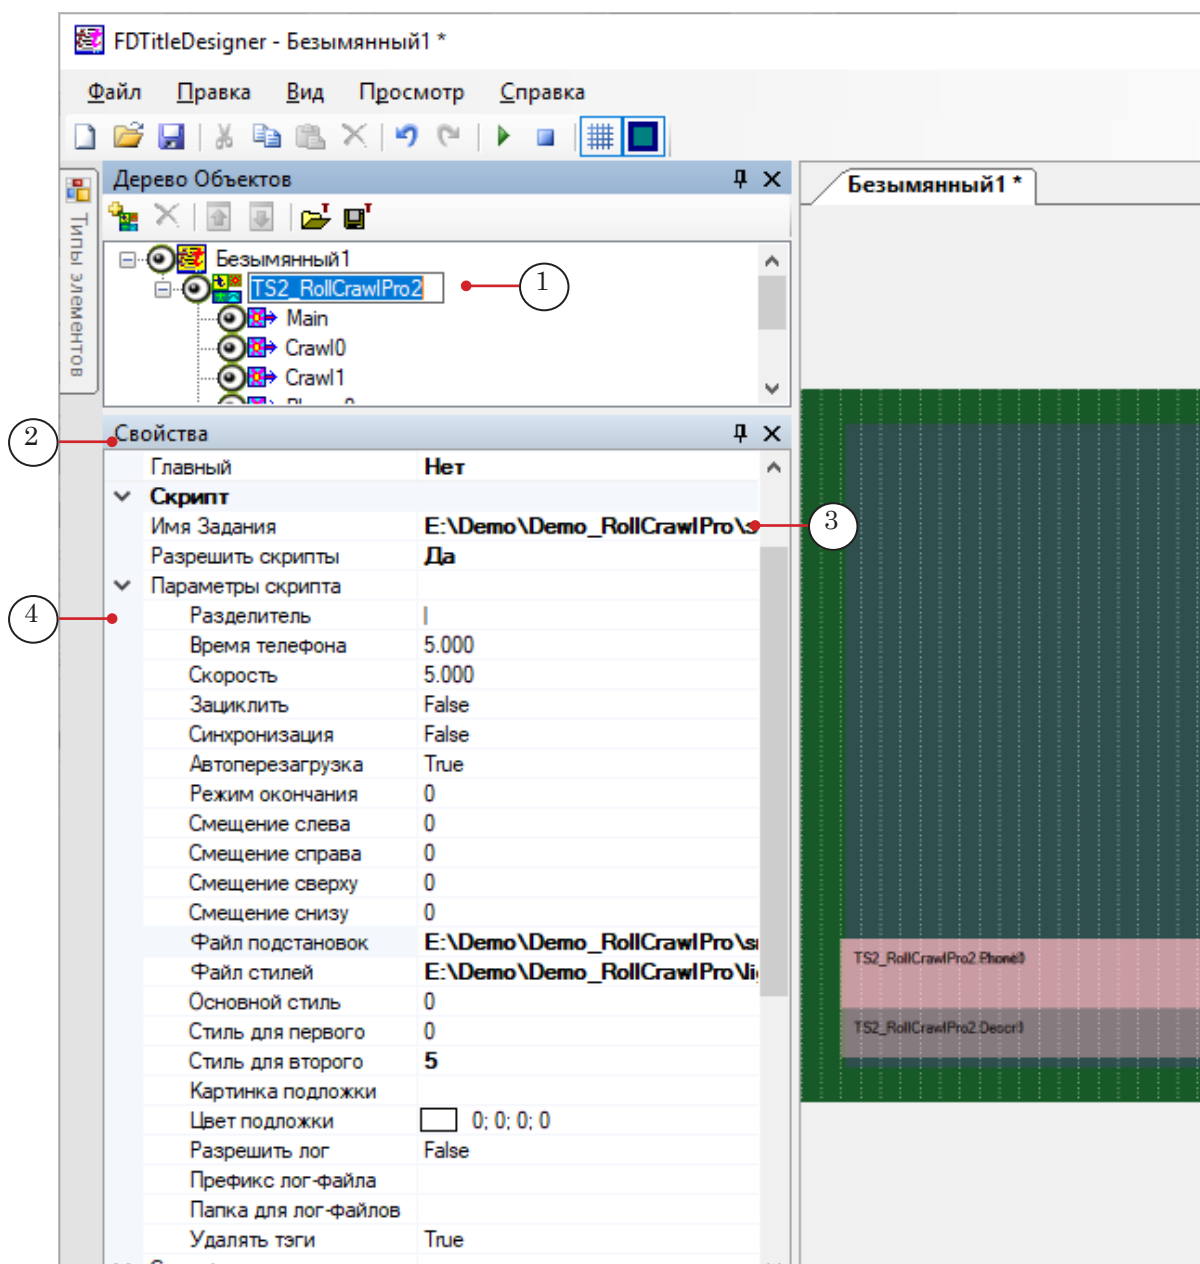 FDTitleDesigner - Безымянный1 *
Файл Правка Вид Просмотр Справка
Типы элементов
Дерево Объектов
Безымянный1 *
Безымянный1
TS2_RollCrawlPro2
1
Main
Crawl0
Crawl1
2
Свойства
Главный Нет
Скрипт
Имя Задания E:\Demo\Demo_RollCrawlPro\s
3
Разрешить скрипты Да
Параметры скрипта
4
Разделитель |
Время телефона 5.000
Скорость 5.000
Зациклить False
Синхронизация False
Автоперезагрузка True
Режим окончания 0
Смещение слева 0
Смещение справа 0
Смещение сверху 0
Смещение снизу 0
Файл подстановок E:\Demo\Demo_RollCrawlPro\s
Файл стилей E:\Demo\Demo_RollCrawlPro\li
Основной стиль 0
Стиль для первого 0
Стиль для второго 5
Картинка подложки
Цвет подложки 0; 0; 0; 0
Разрешить лог False
Префикс лог-файла
Папка для лог-файлов
Удалять тэги True
TS2_RollCrawlPro2.Phone0
TS2_RollCrawlPro2.Descr1